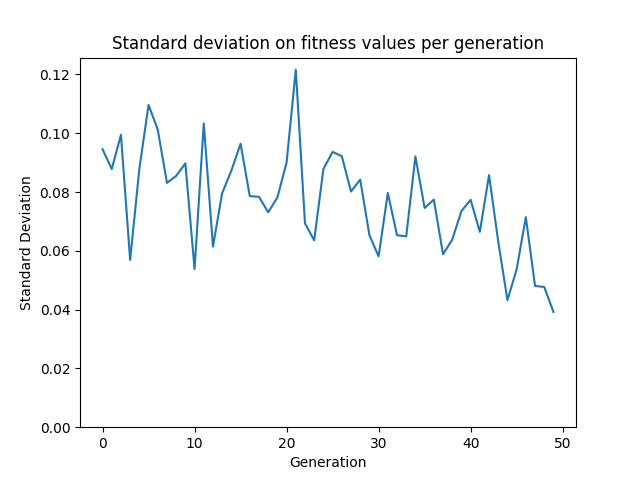 Standard deviation on fitness values per generation
0.12
0.10
0.08
0.06
0.04
0.02
0.00
Standard Deviation
0 10 20 30 40 50
Generation